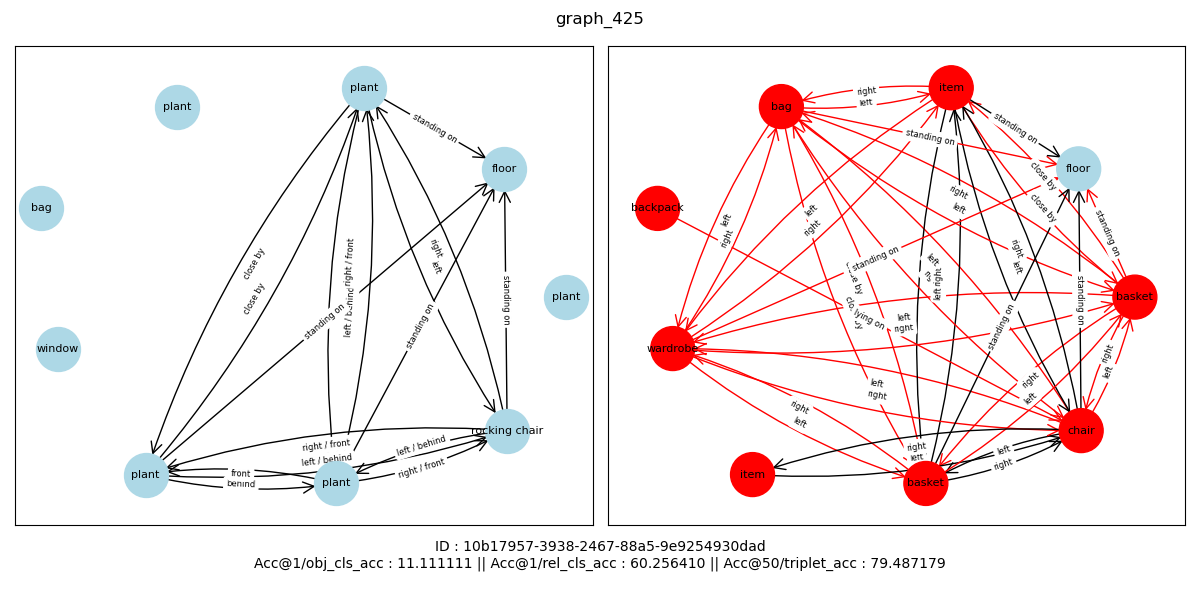 graph_425
plant
plant
standing on
floor
bag
close by
close by
right / front
right
left
standing on
standing on
standing on
plant
window
rocking chair
right / front
left / behind
left / behind
right / front
front
behind
plant
plant
bag
right
left
item
standing on
standing on
floor
close by
close by
backpack
left
right
left
right
right
left
standing on
standing on
right
left
left
lying on
left
right
left
right
standing on
standing on
basket
wardrobe
left
right
right
left
right
left
right
left
right
left
left
right
chair
item
basket
ID : 10b17957-3938-2467-88a5-9e9254930dad
Acc@1/obj_cls_acc : 11.111111 || Acc@1/rel_cls_acc : 60.256410 || Acc@50/triplet_acc : 79.487179